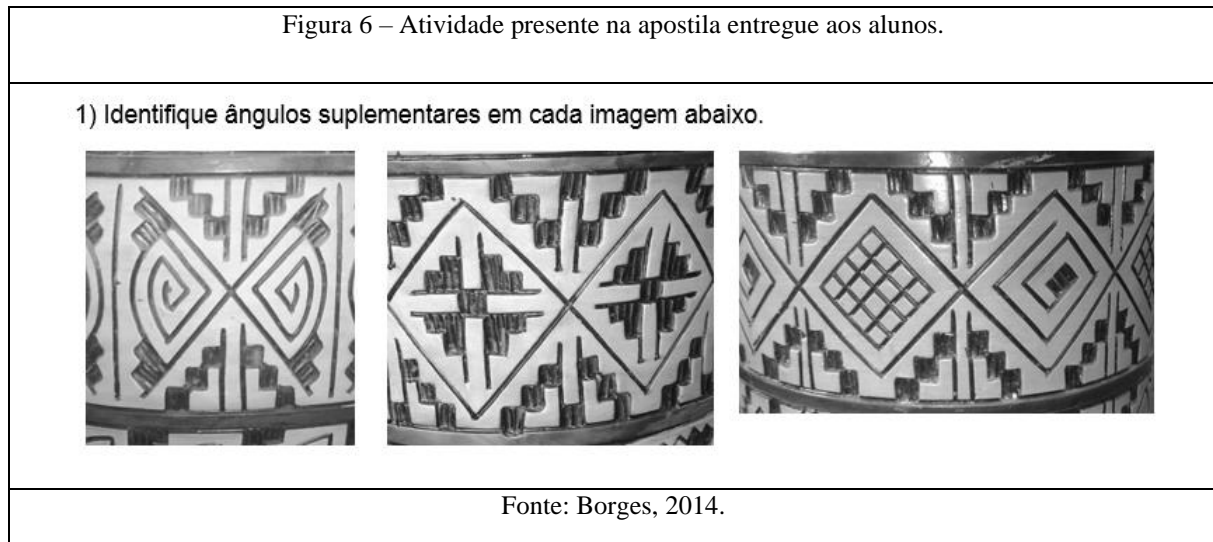 Figura 6 – Atividade presente na apostila entregue aos alunos.
1) Identifique ângulos suplementares em cada imagem abaixo.
Fonte: Borges, 2014.